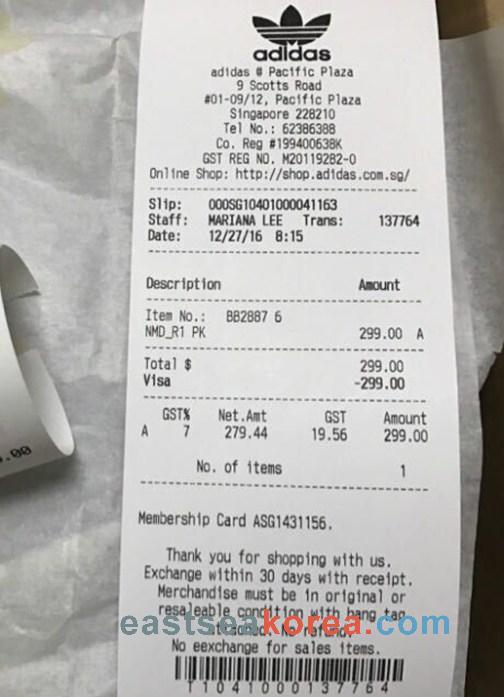 adidas
adidas @ Pacific Plaza
9 Scotts Road
#01-09/12, Pacific Plaza
Singapore 228210
Tel No.: 62386388
Co. Reg #199400638K
GST REG NO. M20119282-0
Online Shop: http://shop.adidas.com.sg/
Slip: 000SG10401000041163
Staff: MARIANA LEE Trans: 137764
Date: 12/27/16 8:15
Description Amount
Item No.: BB2887 6
NMD_R1 PK 299.00 A
Total $ 299.00
Visa -299.00
GST% Net.Amt GST Amount
A 7 279.44 19.56 299.00
No. of items 1
Membership Card ASG1431156.
Thank you for shopping with us.
Exchange within 30 days with receipt.
Merchandise must be in original or
resaleable condition with hang tag
No refund.
eastseakorea.com
No eexchange for sales items.
T1041000137764
.00